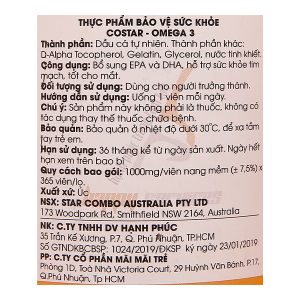 THỰC PHẨM BẢO VỆ SỨC KHỎE
COSTAR - OMEGA 3
Thành phần: Dầu cá tự nhiên. Thành phần khác:
D-Alpha Tocopherol, Gelatin, Glycerol, nước tinh khiết.
Công dụng: Bổ sung EPA và DHA, hỗ trợ cho sức khỏe tim
mạch, tốt cho mắt.
Đối tượng sử dụng: Dùng cho người trưởng thành.
Hướng dẫn sử dụng: Uống 1 viên mỗi ngày.
Chú ý: Sản phẩm này không phải là thuốc, không có
tác dụng thay thế thuốc chữa bệnh.
Bảo quản: Bảo quản ở nhiệt độ dưới 30°C, để xa tầm
tay trẻ em.
Hạn sử dụng: 36 tháng kể từ ngày sản xuất. Ngày hết
hạn xem trên bao bì
Quy cách bao gói: 1000mg/viên nang mềm (± 7,5%) x
365 viên/lọ.
Xuất xứ: Úc
NSX: STAR COMBO AUSTRALIA PTY LTD
173 Woodpark Rd, Smithfield NSW 2164, Australia
NK: C.TY TNHH DV HẠNH PHÚC
35 Trần Kế Xương, P.7, Q. Phú Nhuận, TP.HCM
Số GTNDKBCBSP: 1024/2019/ĐKSP cấp ngày 23/01/2019
PP: C.TY CỔ PHẦN MÃI MÃI TRẺ
Phòng 1D, Toà Nhà Victoria Court, 29 Huỳnh Văn Bánh, P.17,
Q. Phú Nhuận, TP.HCM